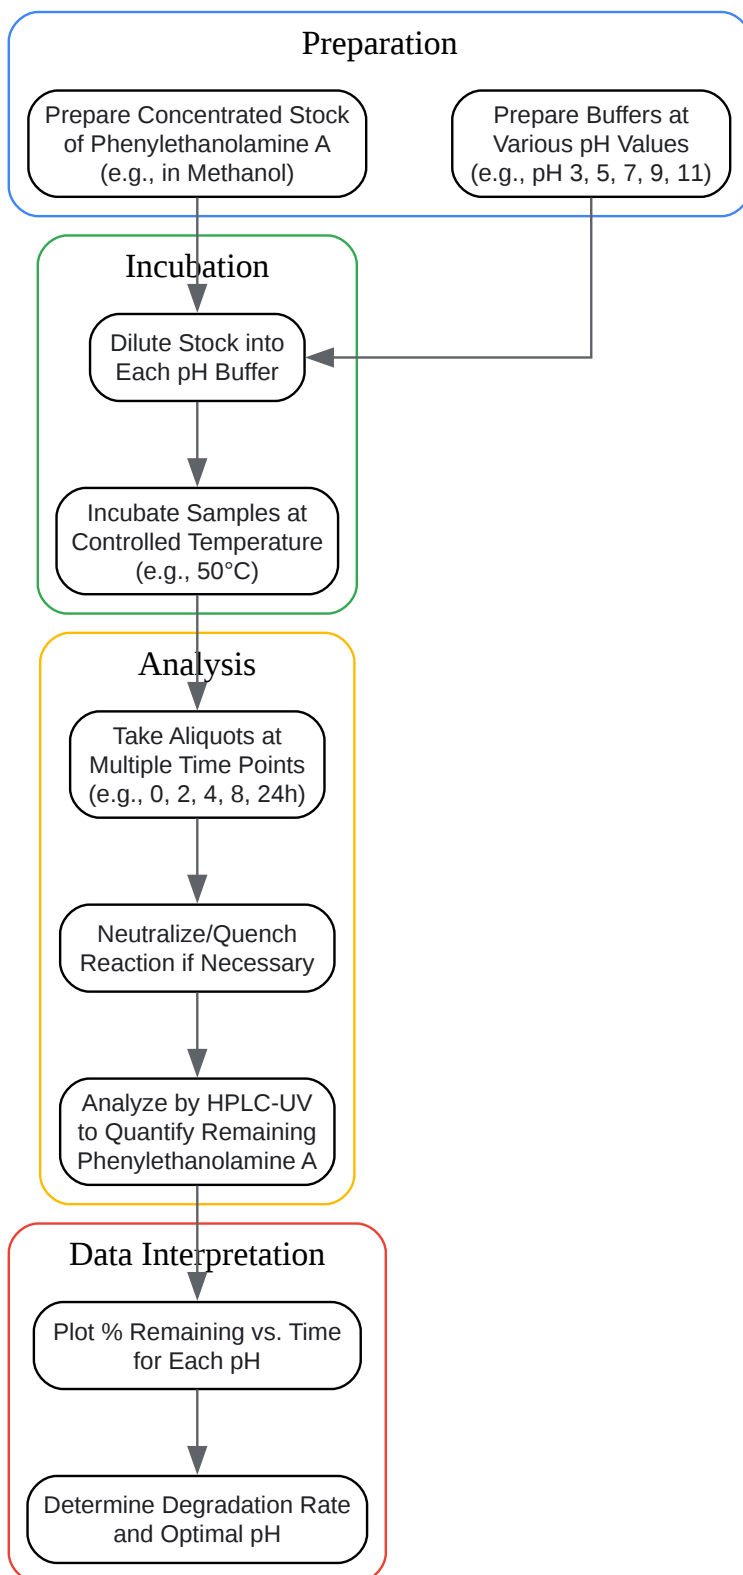 Preparation
Prepare Concentrated Stock
of Phenylethanolamine A
(e.g., in Methanol)
Prepare Buffers at
Various pH Values
(e.g., pH 3, 5, 7, 9, 11)
Incubation
Dilute Stock into
Each pH Buffer
Incubate Samples at
Controlled Temperature
(e.g., 50°C)
Analysis
Take Aliquots at
Multiple Time Points
(e.g., 0, 2, 4, 8, 24h)
Neutralize/Quench
Reaction if Necessary
Analyze by HPLC-UV
to Quantify Remaining
Phenylethanolamine A
Data Interpretation
Plot % Remaining vs. Time
for Each pH
Determine Degradation Rate
and Optimal pH